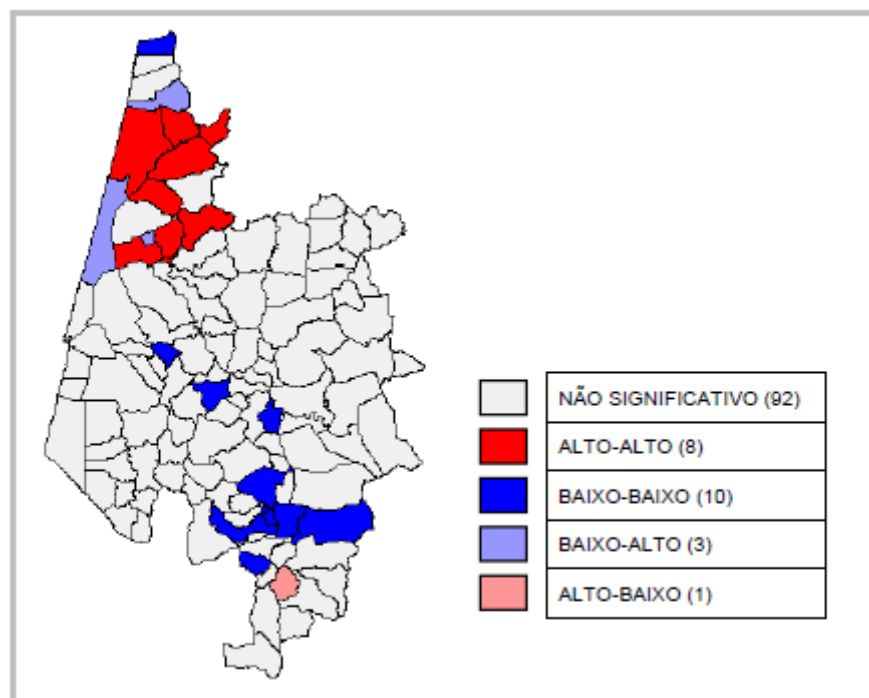 NÃO SIGNIFICATIVO (92)
ALTO-ALTO (8)
BAIXO-BAIXO (10)
BAIXO-ALTO (3)
ALTO-BAIXO (1)